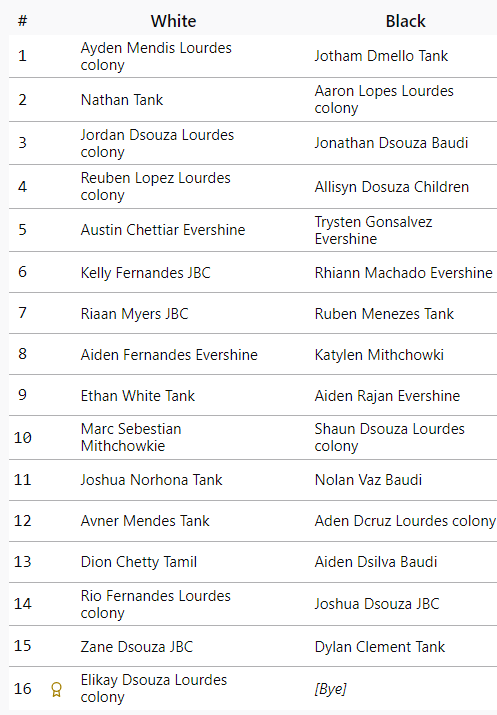 # White Black
1 Ayden Mendis Lourdes colony Jotham Dmello Tank
2 Nathan Tank Aaron Lopes Lourdes colony
3 Jordan Dsouza Lourdes colony Jonathan Dsouza Baudi
4 Reuben Lopez Lourdes colony Allisyn Dosuza Children
5 Austin Chettiar Evershine Trysten Gonsalvez Evershine
6 Kelly Fernandes JBC Rhiann Machado Evershine
7 Riaan Myers JBC Ruben Menezes Tank
8 Aiden Fernandes Evershine Katylen Mithchowki
9 Ethan White Tank Aiden Rajan Evershine
10 Marc Sebestian Mithchowkie Shaun Dsouza Lourdes colony
11 Joshua Norhona Tank Nolan Vaz Baudi
12 Avner Mendes Tank Aden Dcruz Lourdes colony
13 Dion Chetty Tamil Aiden Dsilva Baudi
14 Rio Fernandes Lourdes colony Joshua Dsouza JBC
15 Zane Dsouza JBC Dylan Clement Tank
16 Elikay Dsouza Lourdes colony [Bye]